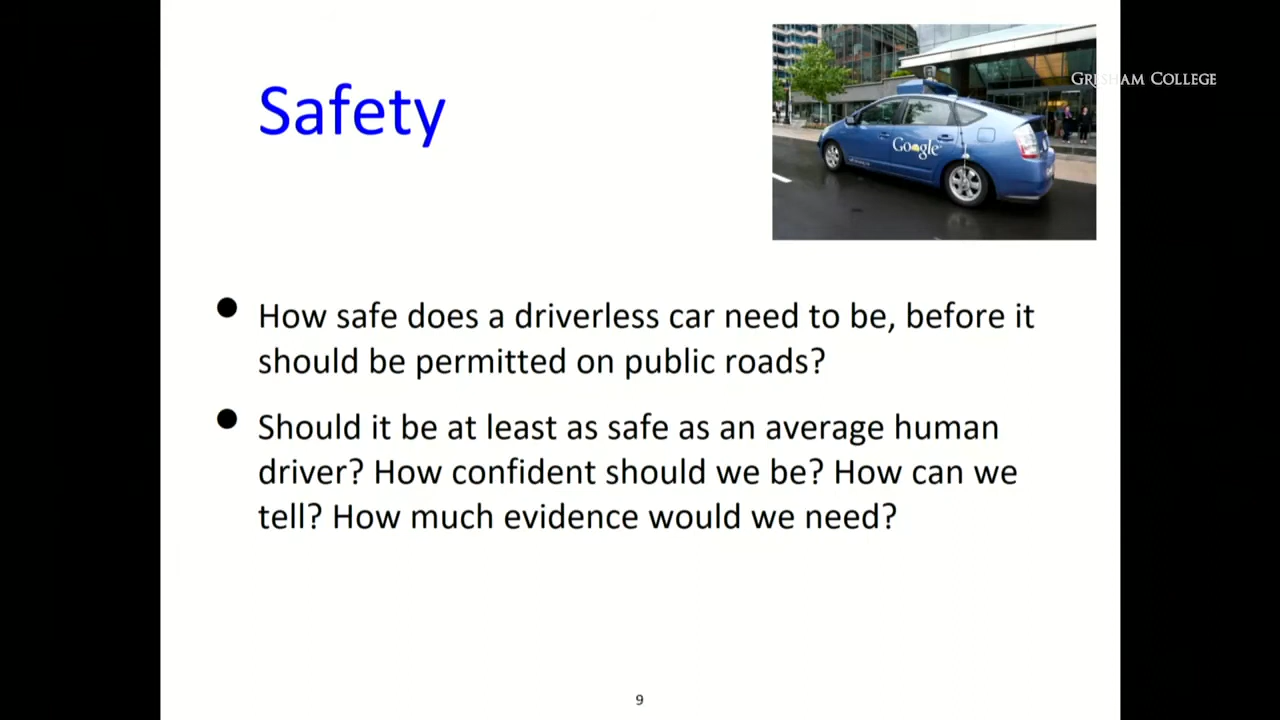 Safety
GRESHAM COLLEGE
Google
• How safe does a driverless car need to be, before it
should be permitted on public roads?
• Should it be at least as safe as an average human
driver? How confident should we be? How can we
tell? How much evidence would we need?
9